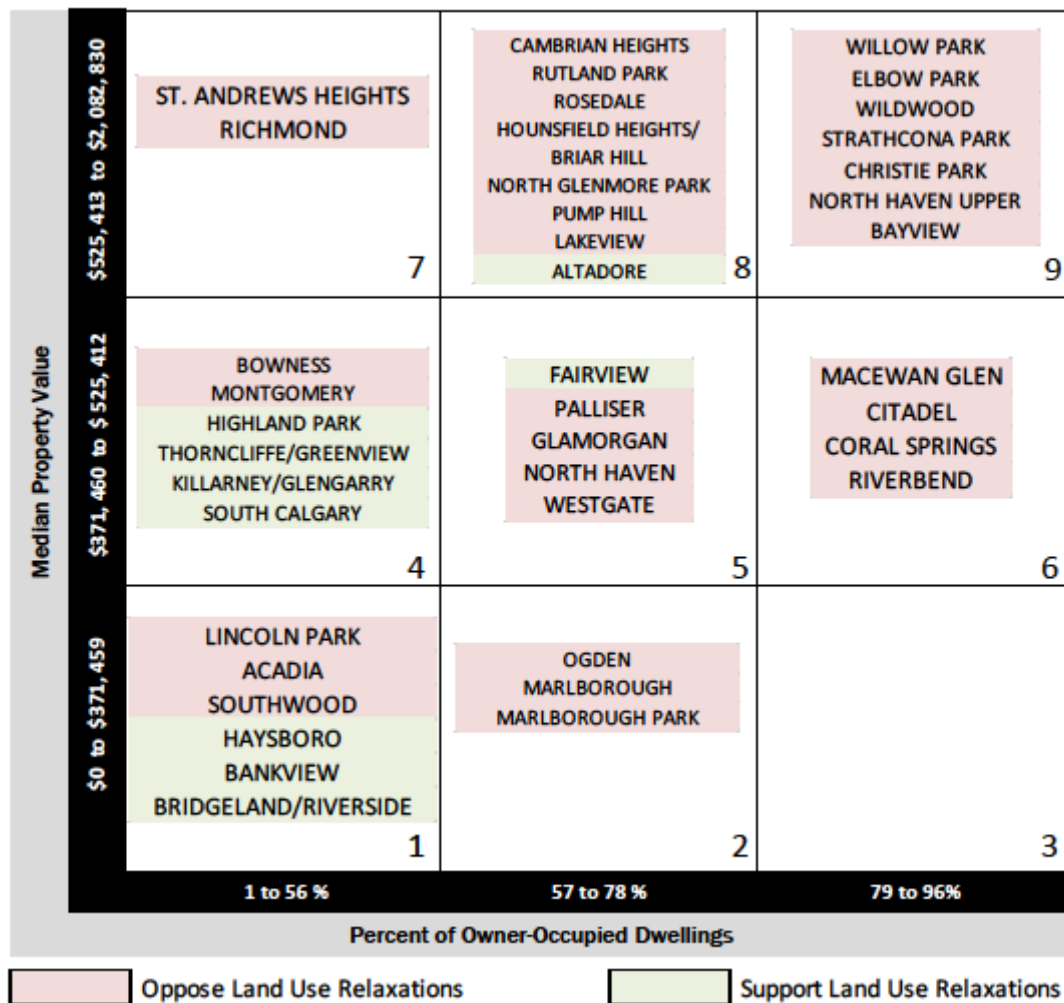 Median Property Value
$525, 413 to $2, 082, 830
ST. ANDREWS HEIGHTS
RICHMOND
7
CAMBRIAN HEIGHTS
RUTLAND PARK
ROSEDALE
HOUNSFIELD HEIGHTS/
BRIAR HILL
NORTH GLENMORE PARK
PUMP HILL
LAKEVIEW
ALTADORE
8
WILLOW PARK
ELBOW PARK
WILDWOOD
STRATHCONA PARK
CHRISTIE PARK
NORTH HAVEN UPPER
BAYVIEW
9
$371, 460 to $ 525, 412
BOWNESS
MONTGOMERY
HIGHLAND PARK
THORNCLIFFE/GREENVIEW
KILLARNEY/GLENGARRY
SOUTH CALGARY
4
FAIRVIEW
PALLISER
GLAMORGAN
NORTH HAVEN
WESTGATE
5
MACEWAN GLEN
CITADEL
CORAL SPRINGS
RIVERBEND
6
$0 to $371, 459
LINCOLN PARK
ACADIA
SOUTHWOOD
HAYSBORO
BANKVIEW
BRIDGELAND/RIVERSIDE
1
OGDEN
MARLBOROUGH
MARLBOROUGH PARK
2
3
1 to 56 %
57 to 78 %
79 to 96%
Percent of Owner-Occupied Dwellings
Oppose Land Use Relaxations
Support Land Use Relaxations